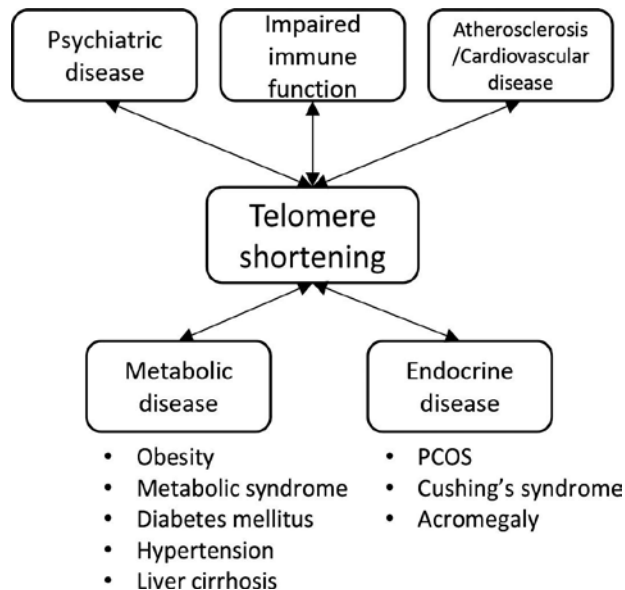 Psychiatric
disease
Impaired
immune
function
Atherosclerosis
/Cardiovascular
disease
Telomere
shortening
Metabolic
disease
• Obesity
• Metabolic syndrome
• Diabetes mellitus
• Hypertension
• Liver cirrhosis
Endocrine
disease
• PCOS
• Cushing's syndrome
• Acromegaly